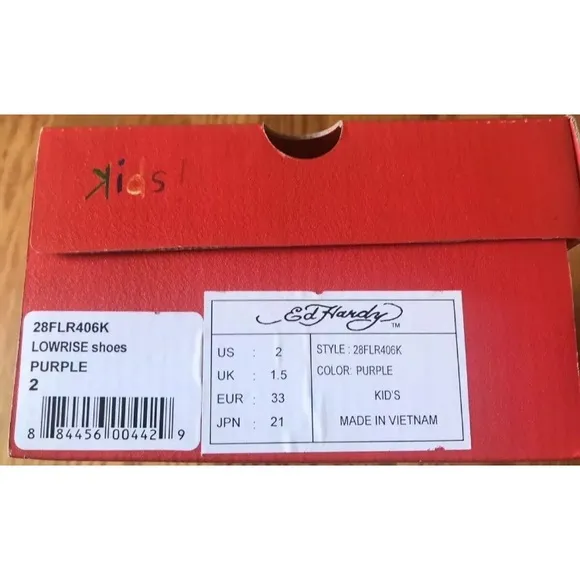 Kids!
28FLR406K
LOWRISE shoes
PURPLE
2
8 84456 00442 9
Ed Hardy TM
US : 2
UK : 1.5
EUR : 33
JPN : 21
STYLE : 28FLR406K
COLOR: PURPLE
KID'S
MADE IN VIETNAM